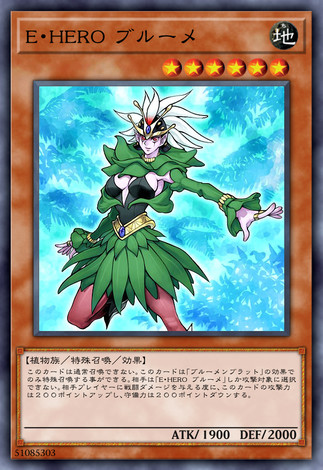 E・HERO ブルーメ
地
【植物族／特殊召喚／効果】
このカードは通常召喚できない。このカードは「ブルーメンブラット」の効果で
のみ特殊召喚する事ができる。相手は「E・HERO ブルーメ」しか攻撃対象に選択
できない。相手プレイヤーに戦闘ダメージを与える度に、このカードの攻撃力
は２００ポイントアップし、守備力は２００ポイントダウンする。
ATK/1900 DEF/2000
51085303